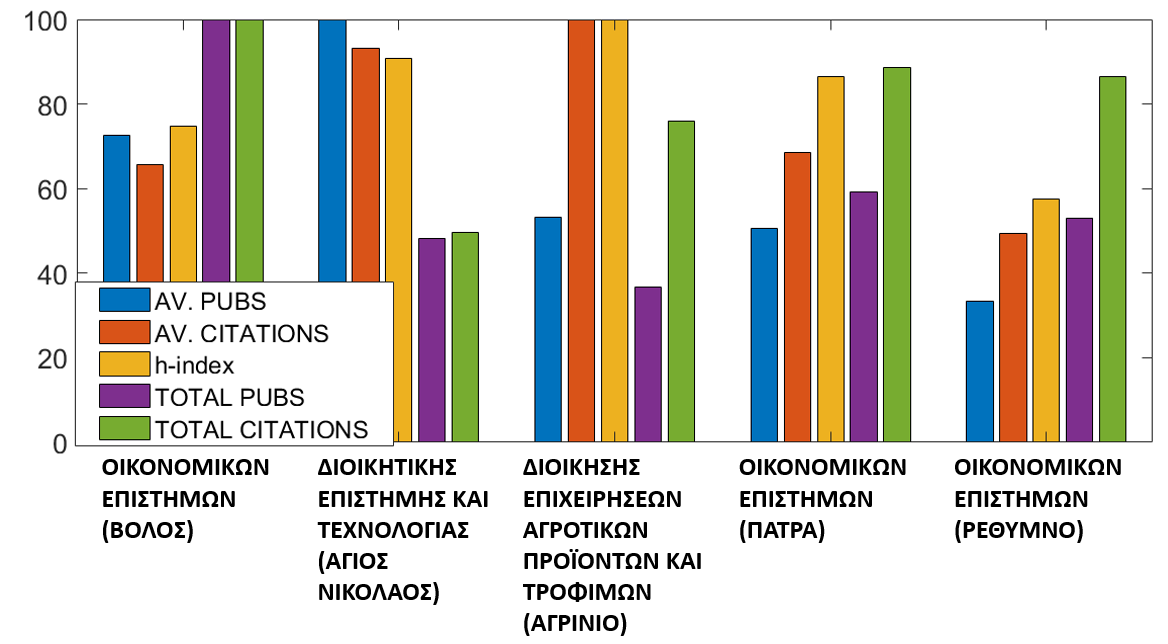 100
80
60
40
20
0
AV. PUBS
AV. CITATIONS
h-index
TOTAL PUBS
TOTAL CITATIONS
ΟΙΚΟΝΟΜΙΚΩΝ
ΕΠΙΣΤΗΜΩΝ
(ΒΟΛΟΣ)
ΔΙΟΙΚΗΤΙΚΗΣ
ΕΠΙΣΤΗΜΗΣ ΚΑΙ
ΤΕΧΝΟΛΟΓΙΑΣ
(ΑΓΙΟΣ
ΝΙΚΟΛΑΟΣ)
ΔΙΟΙΚΗΣΗΣ
ΕΠΙΧΕΙΡΗΣΕΩΝ
ΑΓΡΟΤΙΚΩΝ
ΠΡΟΪΟΝΤΩΝ ΚΑΙ
ΤΡΟΦΙΜΩΝ
(ΑΓΡΙΝΙΟ)
ΟΙΚΟΝΟΜΙΚΩΝ
ΕΠΙΣΤΗΜΩΝ
(ΠΑΤΡΑ)
ΟΙΚΟΝΟΜΙΚΩΝ
ΕΠΙΣΤΗΜΩΝ
(ΡΕΘΥΜΝΟ)